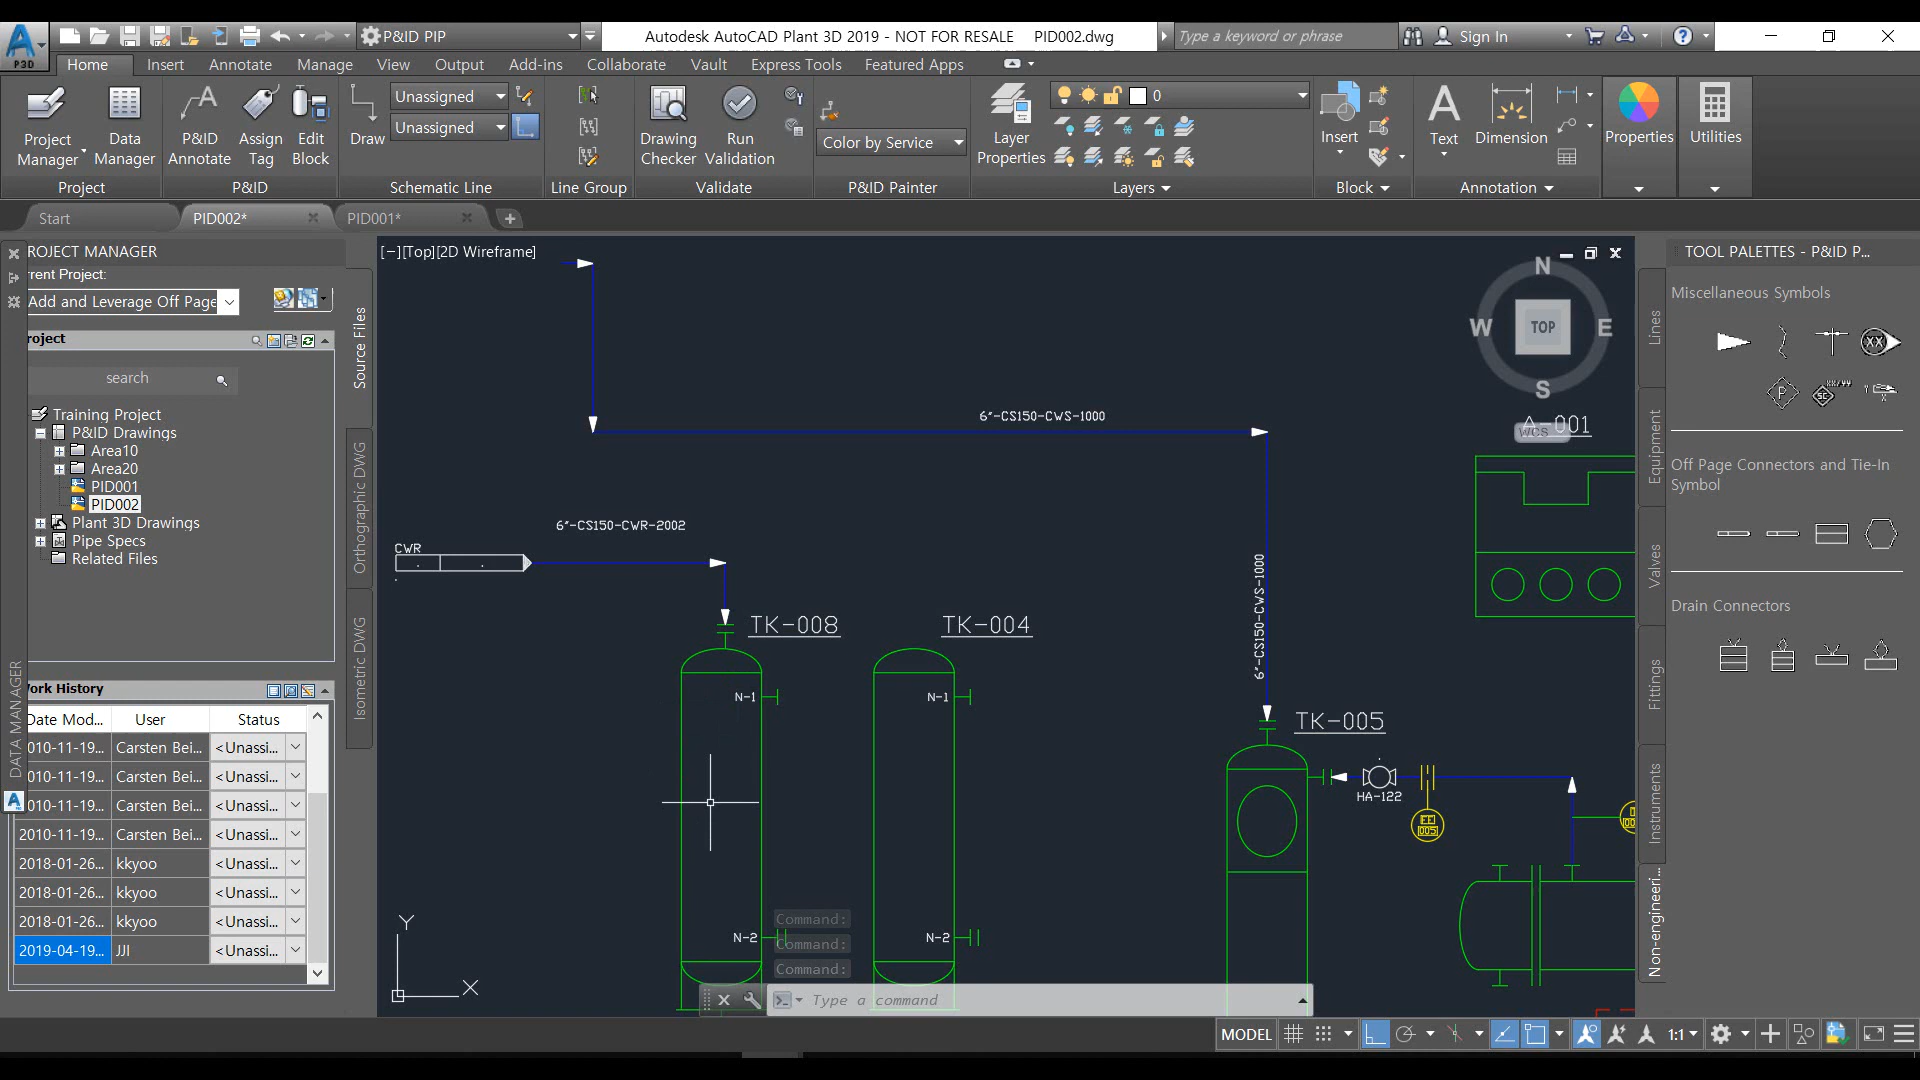 P&ID PIP
Autodesk AutoCAD Plant 3D 2019 - NOT FOR RESALE PID002.dwg
Type a keyword or phrase
Sign In
P3D
Home Insert Annotate Manage View Output Add-ins Collaborate Vault Express Tools Featured Apps
Project Manager
Data Manager
Project
P&ID Annotate
Assign Tag
Edit Block
P&ID
Draw
Unassigned
Unassigned
Schematic Line
Line Group
Drawing Checker
Run Validation
Validate
Color by Service
P&ID Painter
Layer Properties
0
Layers
Insert
Block
Text
Dimension
Annotation
Properties
Utilities
Start PID002* PID001*
ROJECT MANAGER
rrent Project:
Add and Leverage Off Page
roject
search
Training Project
P&ID Drawings
Area10
Area20
PID001
PID002
Plant 3D Drawings
Pipe Specs
Related Files
Source Files
Orthographic DWG
Isometric DWG
DATA MANAGER
ork History
Date Mod... User Status
010-11-19... Carsten Bei... <Unassi...
010-11-19... Carsten Bei... <Unassi...
010-11-19... Carsten Bei... <Unassi...
2010-11-19... Carsten Bei... <Unassi...
2018-01-26... kkyoo <Unassi...
2018-01-26... kkyoo <Unassi...
2018-01-26... kkyoo <Unassi...
2019-04-19... JJI <Unassi...
[−][Top][2D Wireframe]
N
W TOP E
S
WCS
A-001
6"-CS150-CWS-1000
6"-CS150-CWR-2002
CWR
6"-CS150-CWS-1000
TK-008
TK-004
TK-005
N-1
N-1
N-2
N-2
HA-122
FE
005
Y
X
Command:
Command:
Command:
Type a command
TOOL PALETTES - P&ID P...
Miscellaneous Symbols
XX
P
XX/YY
SC
Off Page Connectors and Tie-In Symbol
Drain Connectors
Lines
Equipment
Valves
Fittings
Instruments
Non-engineeri...
MODEL
1:1